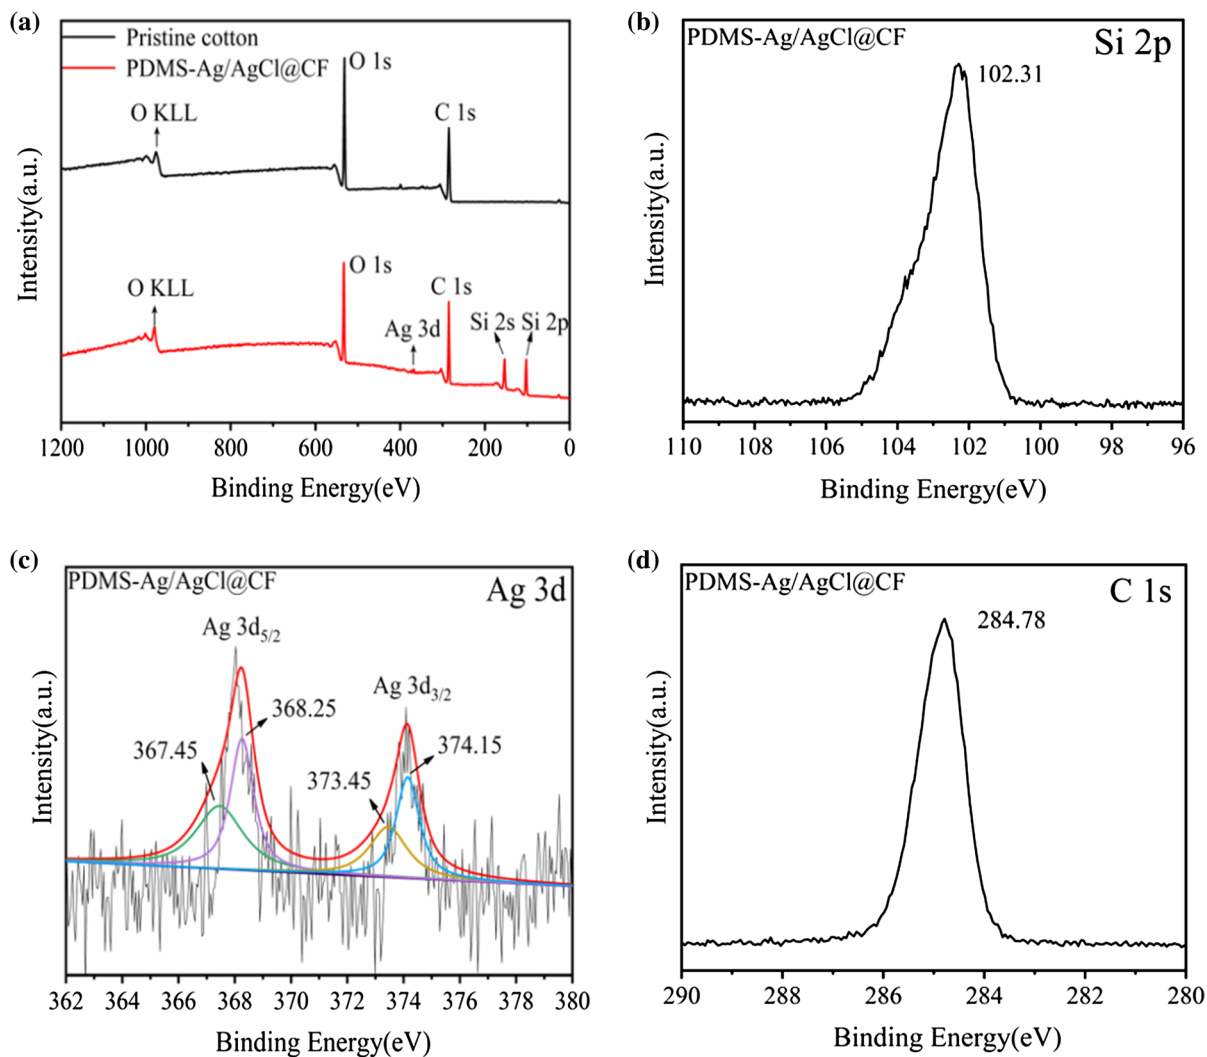 (a)
Pristine cotton
PDMS-Ag/AgCl@CF
O 1s
O KLL
C 1s
O 1s
O KLL
C 1s
Ag 3d
Si 2s
Si 2p
Intensity(a.u.)
1200 1000 800 600 400 200 0
Binding Energy(eV)
(b)
PDMS-Ag/AgCl@CF
Si 2p
102.31
Intensity(a.u.)
110 108 106 104 102 100 98 96
Binding Energy(eV)
(c)
PDMS-Ag/AgCl@CF
Ag 3d
Ag 3d5/2
Ag 3d3/2
368.25
367.45
374.15
373.45
Intensity(a.u.)
362 364 366 368 370 372 374 376 378 380
Binding Energy(eV)
(d)
PDMS-Ag/AgCl@CF
C 1s
284.78
Intensity(a.u.)
290 288 286 284 282 280
Binding Energy(eV)